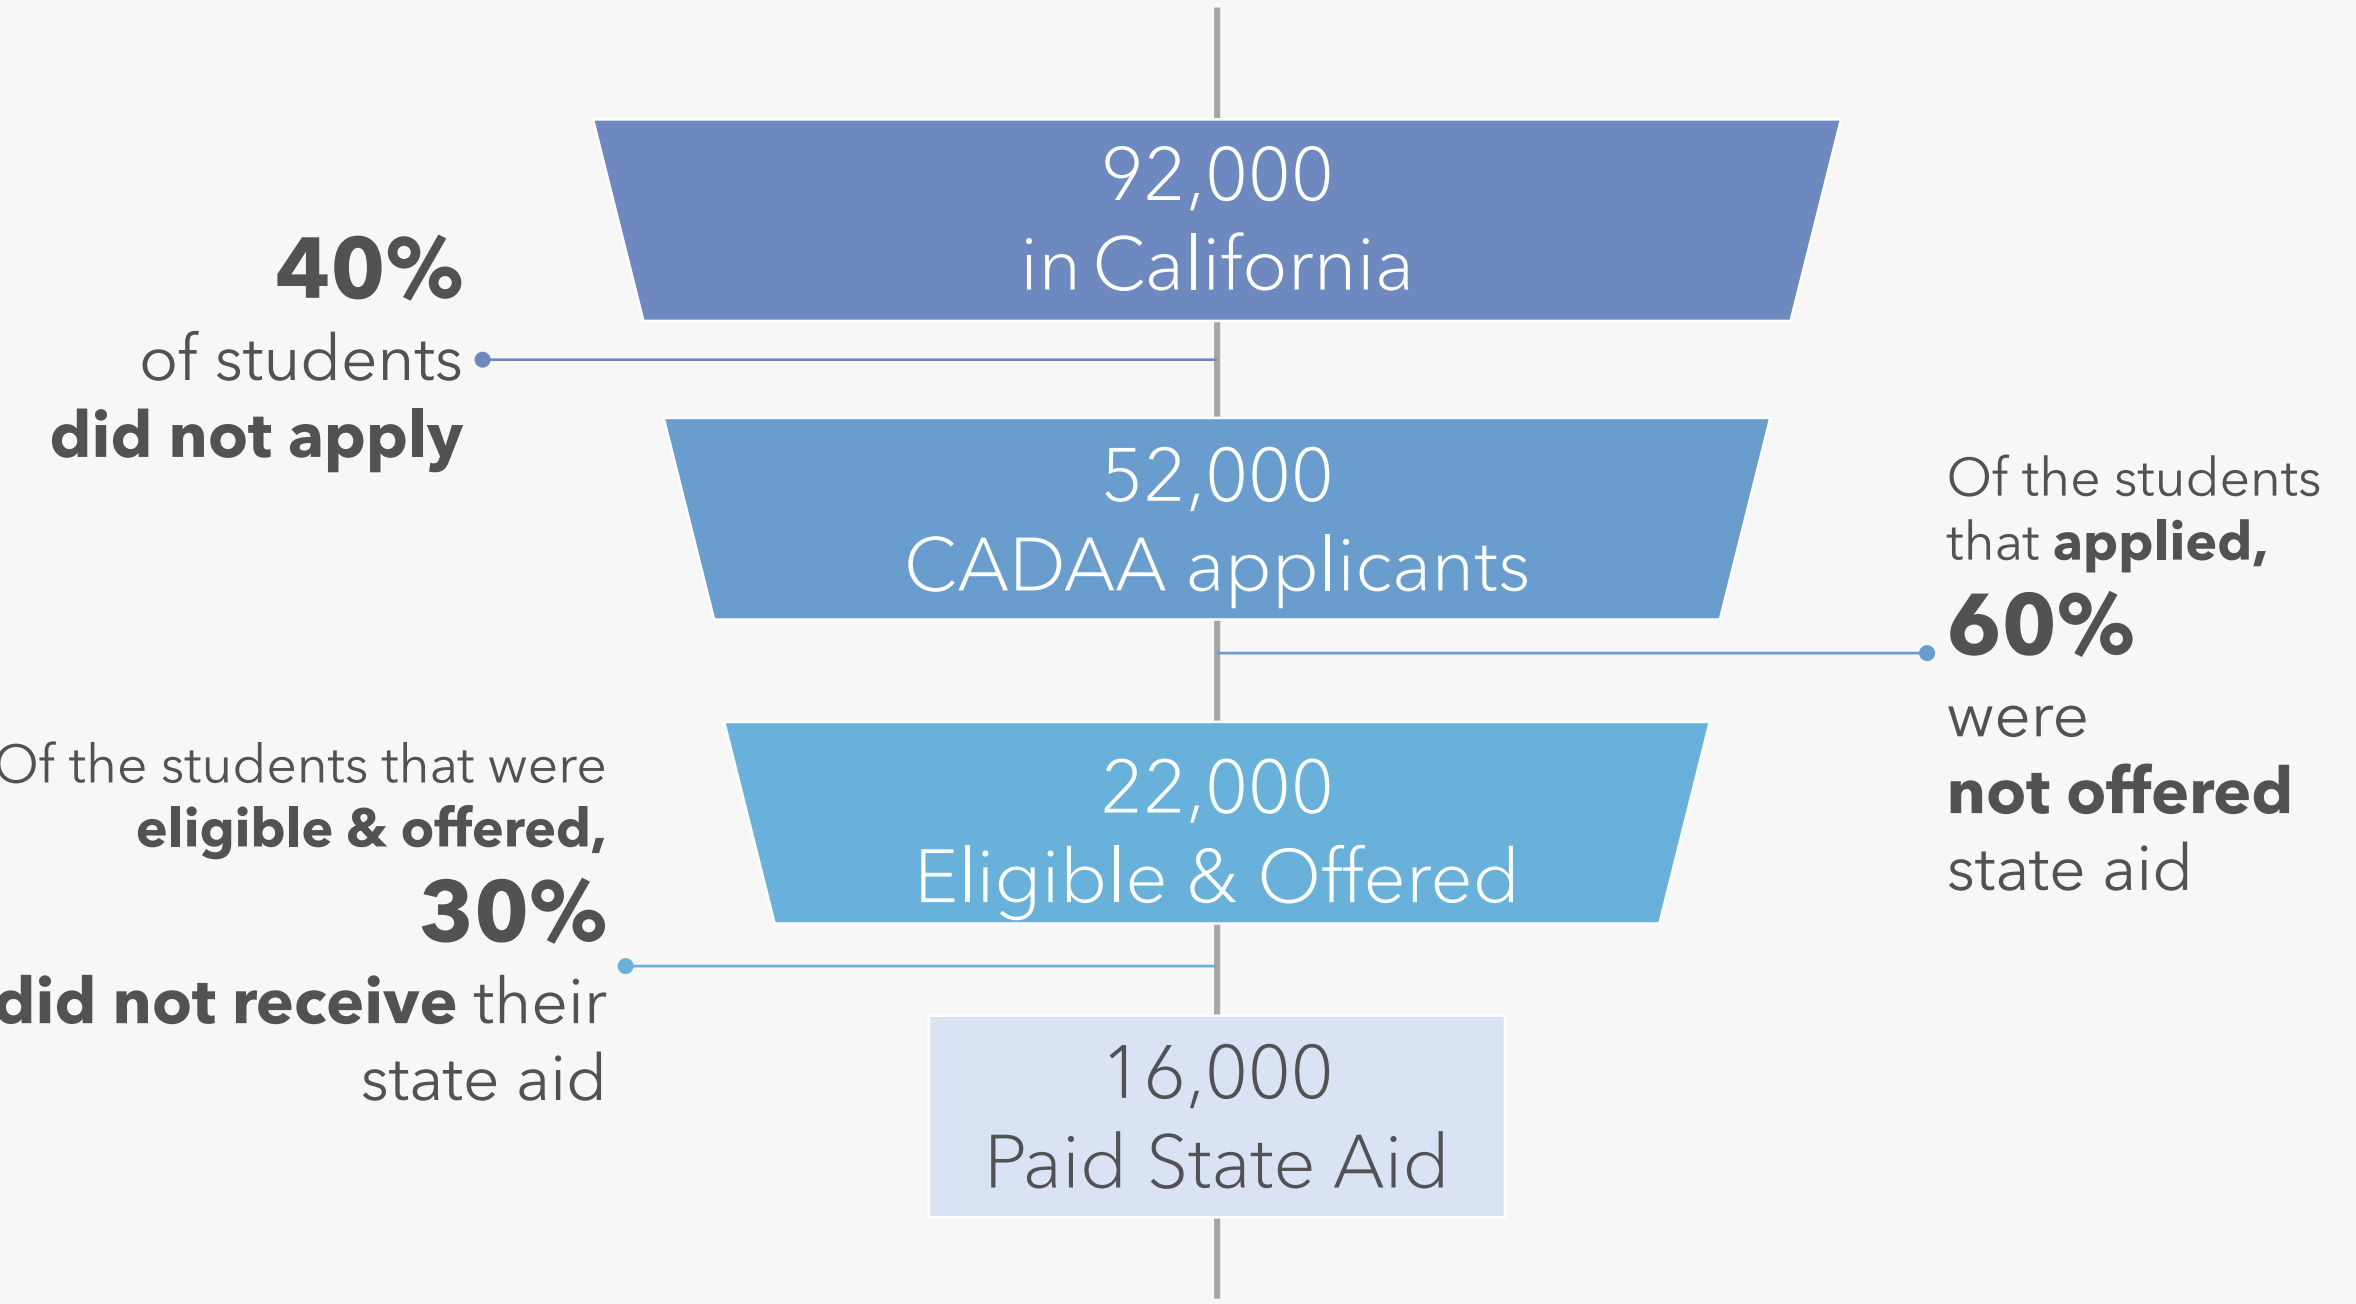 92,000
in California
40%
of students
did not apply
52,000
CADAA applicants
Of the students
that applied,
60%
were
not offered
state aid
22,000
Eligible & Offered
Of the students that were
eligible & offered,
30%
did not receive their
state aid
16,000
Paid State Aid